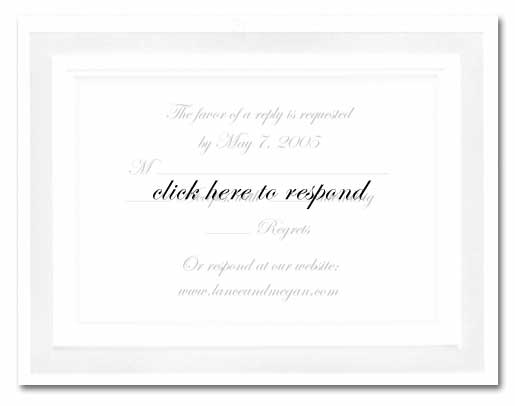 The favor of a reply is requested
by May 7, 2005
M
click here to respond
Regrets
Or respond at our website:
www.lanceandmegan.com